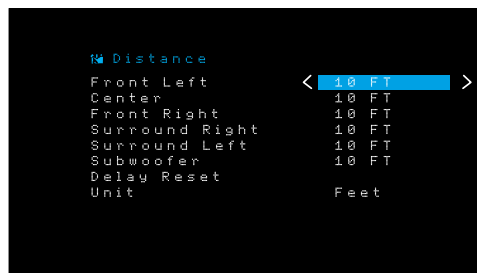 Distance
Front Left < 10 FT >
Center 10 FT
Front Right 10 FT
Surround Right 10 FT
Surround Left 10 FT
Subwoofer 10 FT
Delay Reset
Unit Feet